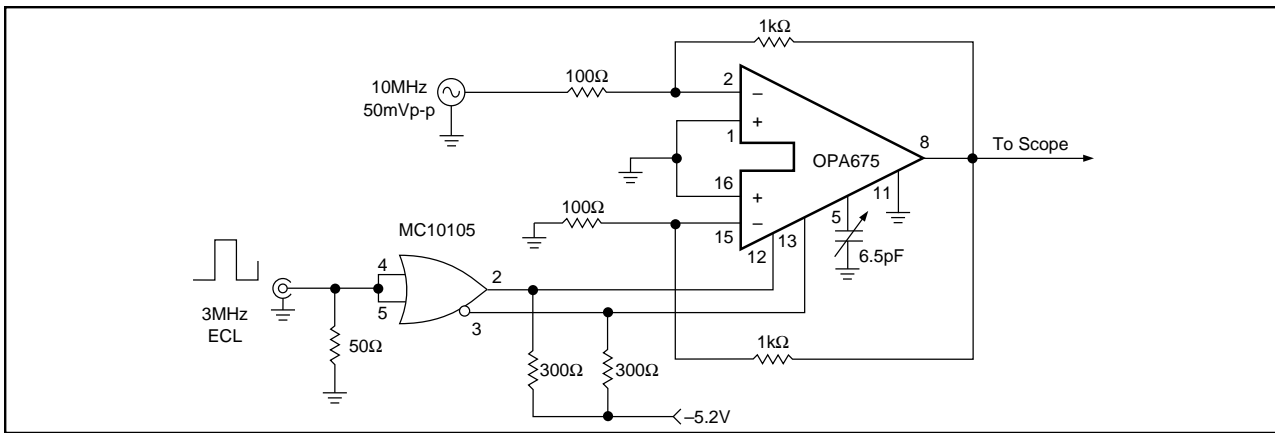 1kΩ
100Ω
10MHz
50mVp-p
2
–
+
1
8
To Scope
OPA675
16
+
–
15
11
5
100Ω
12
13
6.5pF
MC10105
4
5
2
3
3MHz
ECL
50Ω
300Ω
300Ω
1kΩ
–5.2V